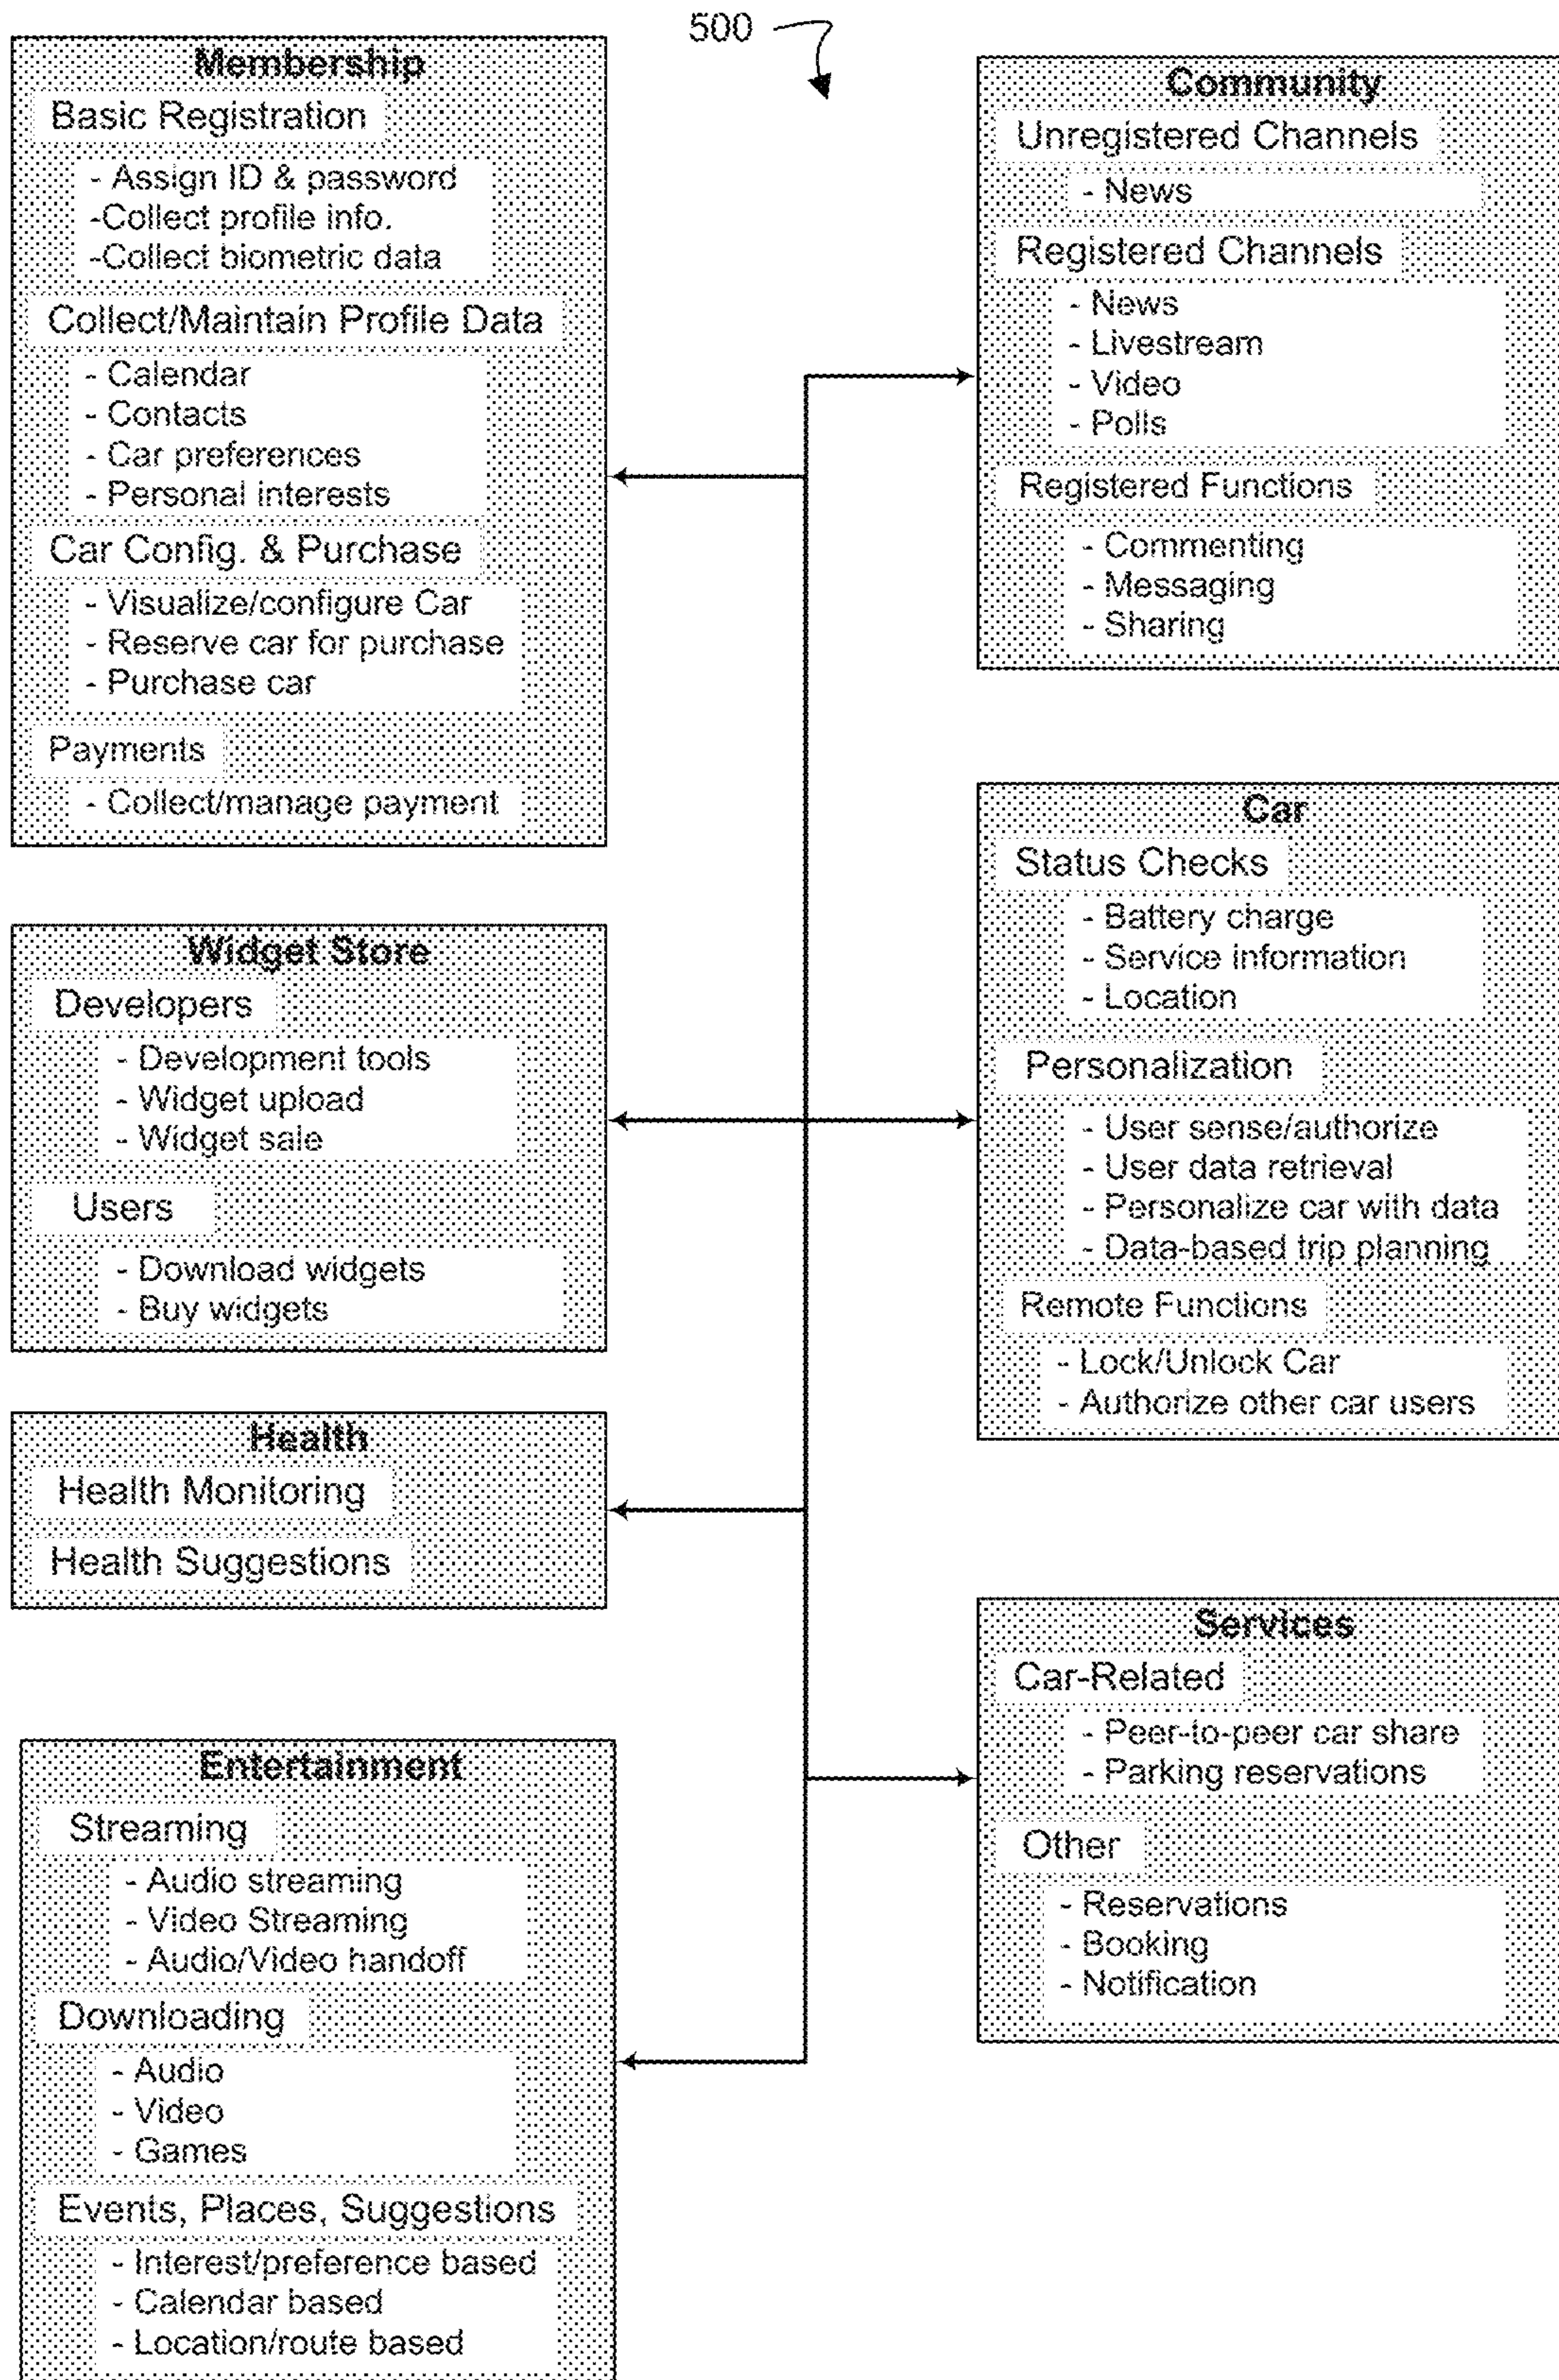 500
Membership
Basic Registration
- Assign ID & password
-Collect profile info.
-Collect biometric data
Collect/Maintain Profile Data
- Calendar
- Contacts
- Car preferences
- Personal interests
Car Config. & Purchase
- Visualize/configure Car
- Reserve car for purchase
- Purchase car
Payments
- Collect/manage payment
Widget Store
Developers
- Development tools
- Widget upload
- Widget sale
Users
- Download widgets
- Buy widgets
Health
Health Monitoring
Health Suggestions
Entertainment
Streaming
- Audio streaming
- Video Streaming
- Audio/Video handoff
Downloading
- Audio
- Video
- Games
Events, Places, Suggestions
- Interest/preference based
- Calendar based
- Location/route based
Community
Unregistered Channels
- News
Registered Channels
- News
- Livestream
- Video
- Polls
Registered Functions
- Commenting
- Messaging
- Sharing
Car
Status Checks
- Battery charge
- Service information
- Location
Personalization
- User sense/authorize
- User data retrieval
- Personalize car with data
- Data-based trip planning
Remote Functions
- Lock/Unlock Car
- Authorize other car users
Services
Car-Related
- Peer-to-peer car share
- Parking reservations
Other
- Reservations
- Booking
- Notification